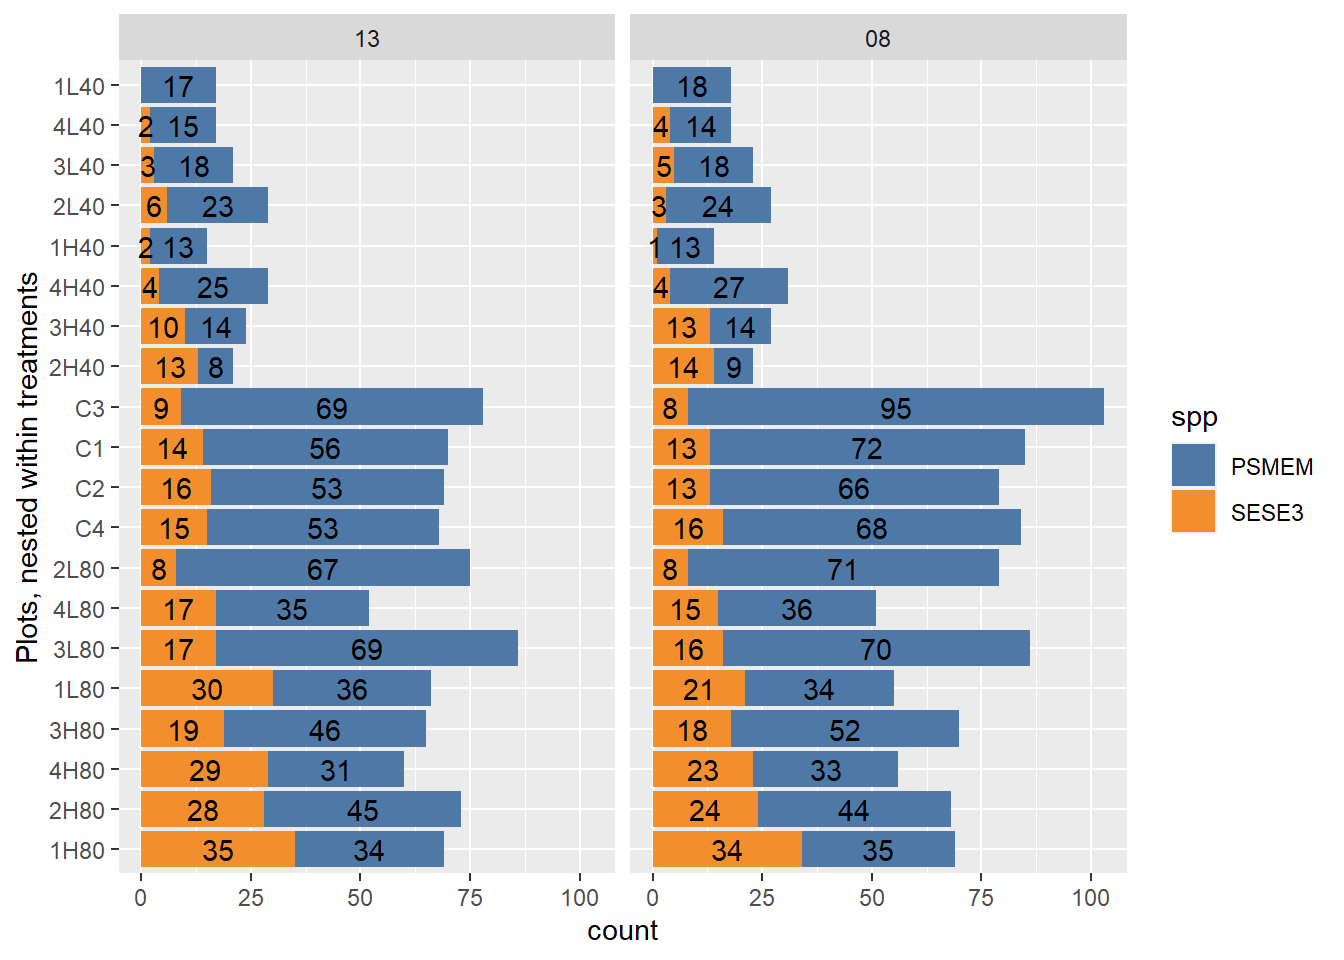 13 08
1L40 17 18
4L40 2 15 4 14
3L40 3 18 5 18
2L40 6 23 3 24
1H40 2 13 1 13
4H40 4 25 4 27
3H40 10 14 13 14
2H40 13 8 14 9
C3 9 69 8 95
C1 14 56 13 72
C2 16 53 13 66
C4 15 53 16 68
2L80 8 67 8 71
4L80 17 35 15 36
3L80 17 69 16 70
1L80 30 36 21 34
3H80 19 46 18 52
4H80 29 31 23 33
2H80 28 45 24 44
1H80 35 34 34 35
0 25 50 75 100 0 25 50 75 100
count
Plots, nested within treatments
spp
PSMEM
SESE3